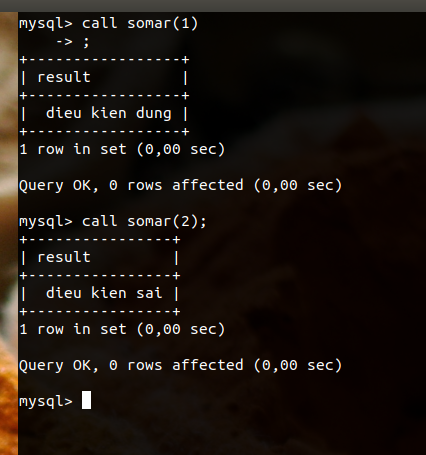 mysql> call somar(1)
    -> ;
+-----------------+
| result          |
+-----------------+
|  dieu kien dung |
+-----------------+
1 row in set (0,00 sec)

Query OK, 0 rows affected (0,00 sec)

mysql> call somar(2);
+----------------+
| result         |
+----------------+
|  dieu kien sai |
+----------------+
1 row in set (0,00 sec)

Query OK, 0 rows affected (0,00 sec)

mysql>